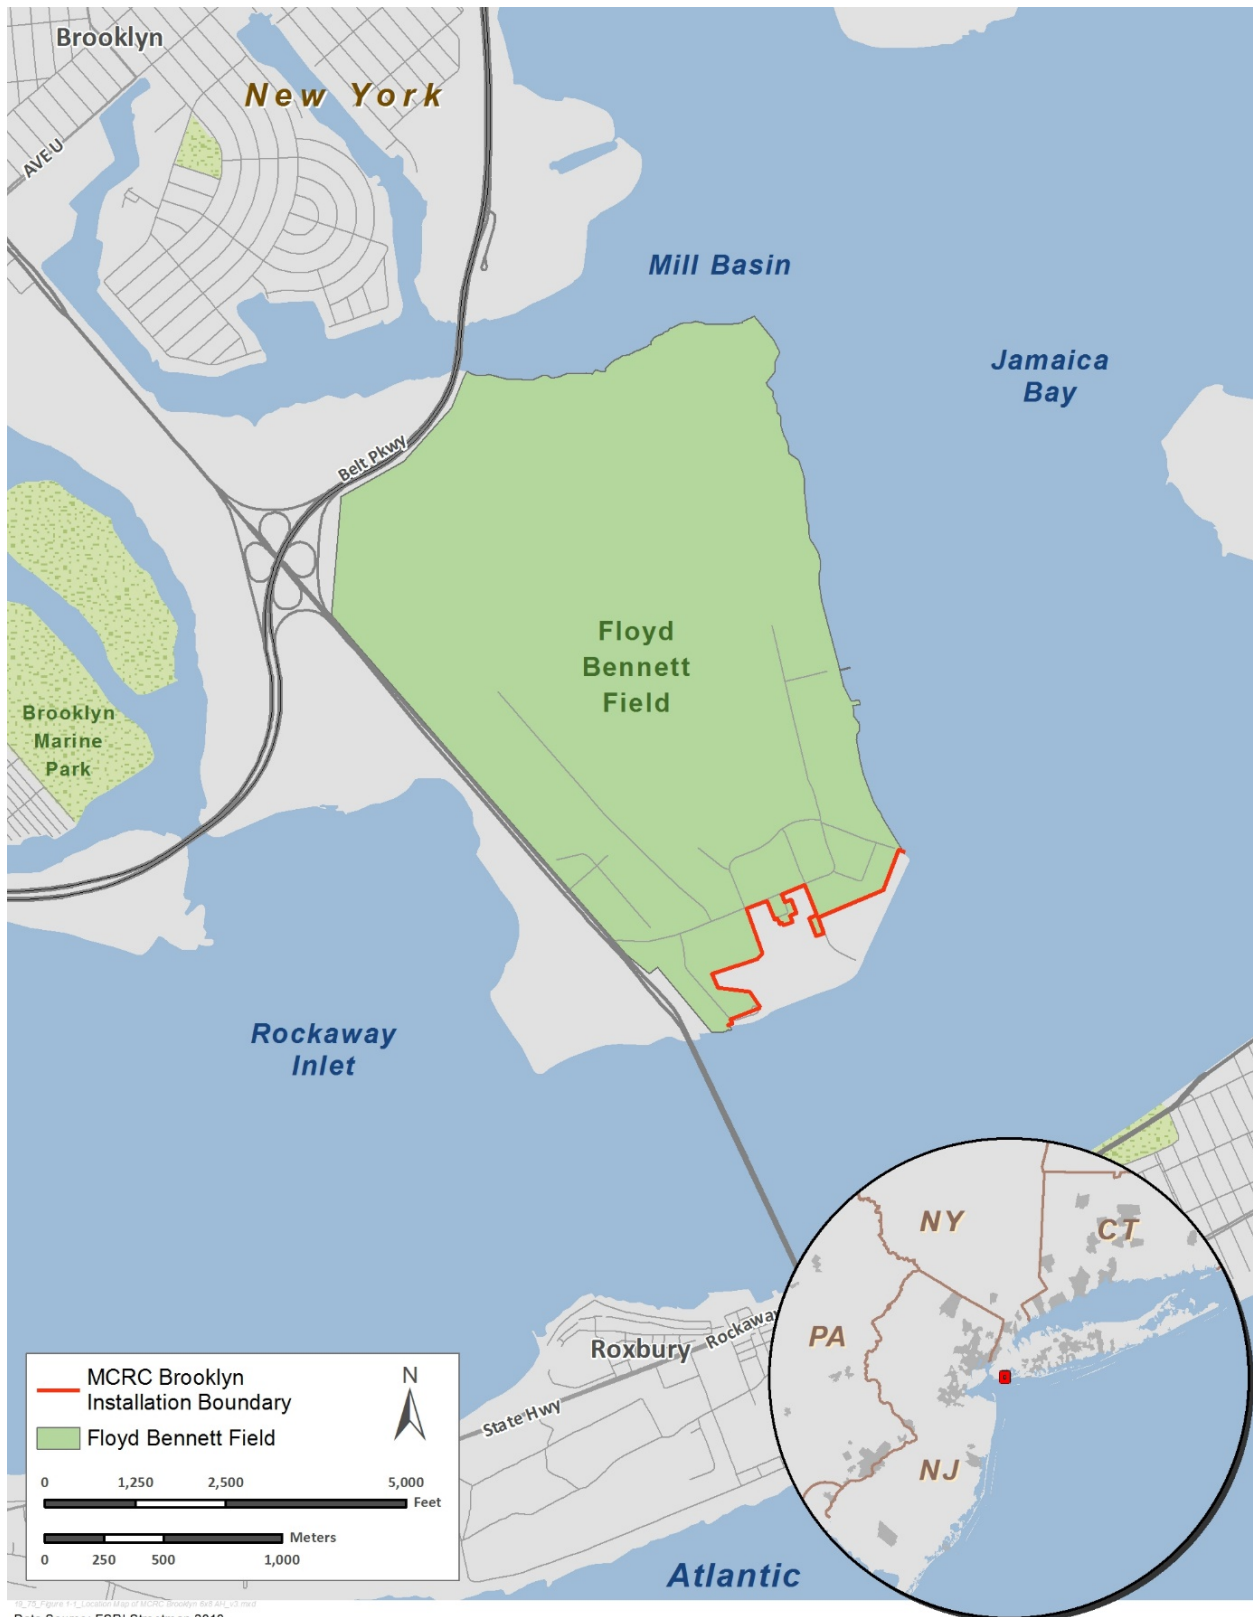 Brooklyn
New York
AVE U
Mill Basin
Jamaica
Bay
Belt Pkwy
Floyd
Bennett
Field
Brooklyn
Marine
Park
Rockaway
Inlet
NY
CT
PA
NJ
Roxbury
Rockaway
State Hwy
Atlantic
MCRC Brooklyn
Installation Boundary
N
Floyd Bennett Field
0 1,250 2,500 5,000
Feet
Meters
0 250 500 1,000